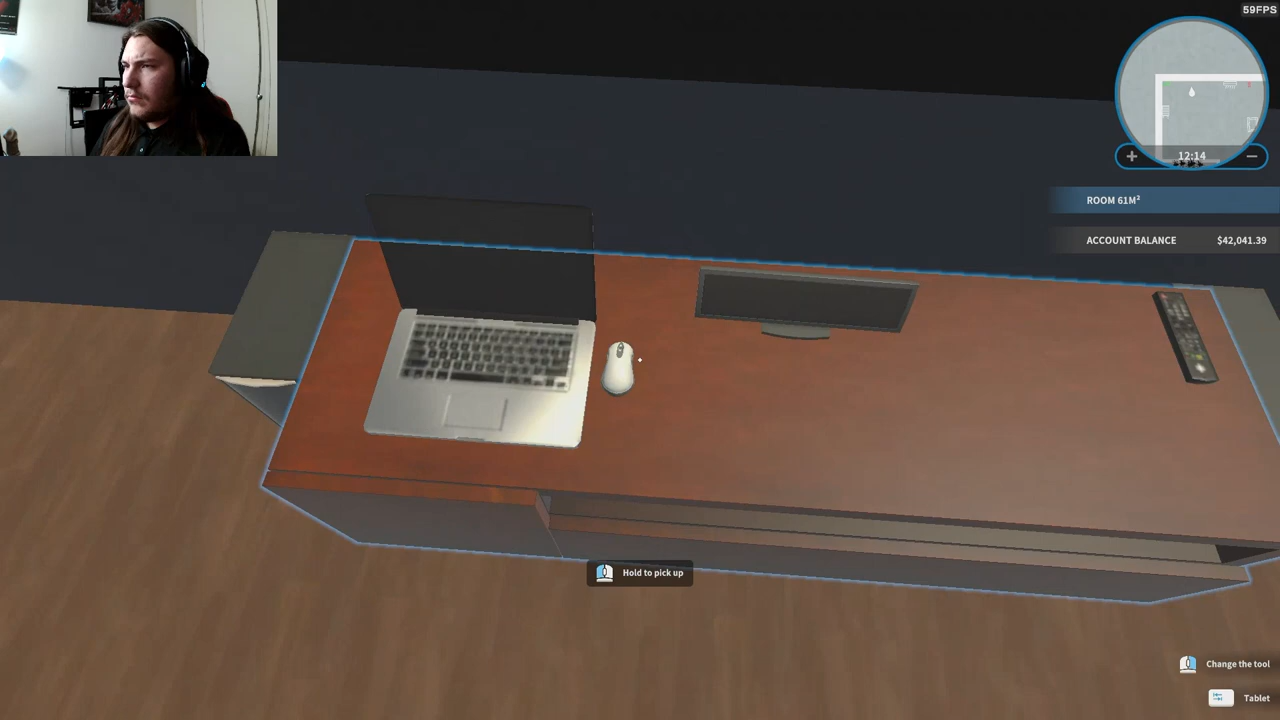 59FPS
12:14
ROOM 61M²
ACCOUNT BALANCE $42,041.39
Hold to pick up
Change the tool
Tablet